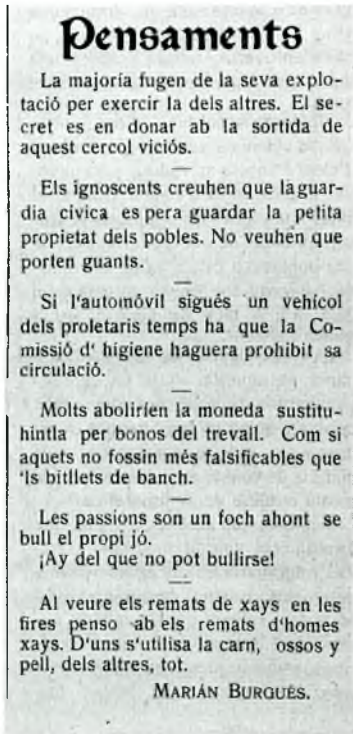 Pensaments
La majoría fugen de la seva explo-
tació per exercir la dels altres. El se-
cret es en donar ab la sortida de
aquest cercol viciós.
Els ignoscents creuhen que la guar-
dia cívica es pera guardar la petita
propietat dels pobles. No veuhen que
porten guants.
Si l'automóvil sigués un vehícol
dels proletaris temps ha que la Co-
missió d' higiene haguera prohibit sa
circulació.
Molts aboliríen la moneda sustitu-
hintla per bonos del trevall. Com si
aquets no fossin més falsificables que
'ls bitllets de banch.
Les passions son un foch ahont se
bull el propi jó.
¡Ay del que no pot bullirse!
Al veure els remats de xays en les
fires penso ab els remats d'homes
xays. D'uns s'utilisa la carn, ossos y
pell, dels altres, tot.
MARIÁN BURGUÉS.